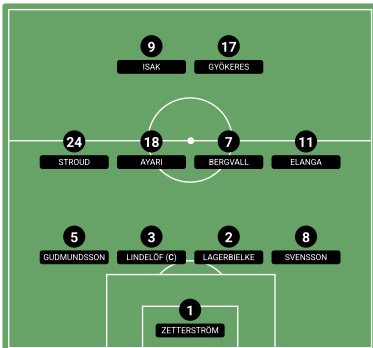 9 17
ISAK GYÖKERES
24 18 7 11
STROUD AYARI BERGVALL ELANGA
5 3 2 8
GUDMUNDSSON LINDELÖF (C) LAGERBIELKE SVENSSON
1
ZETTERSTRÖM